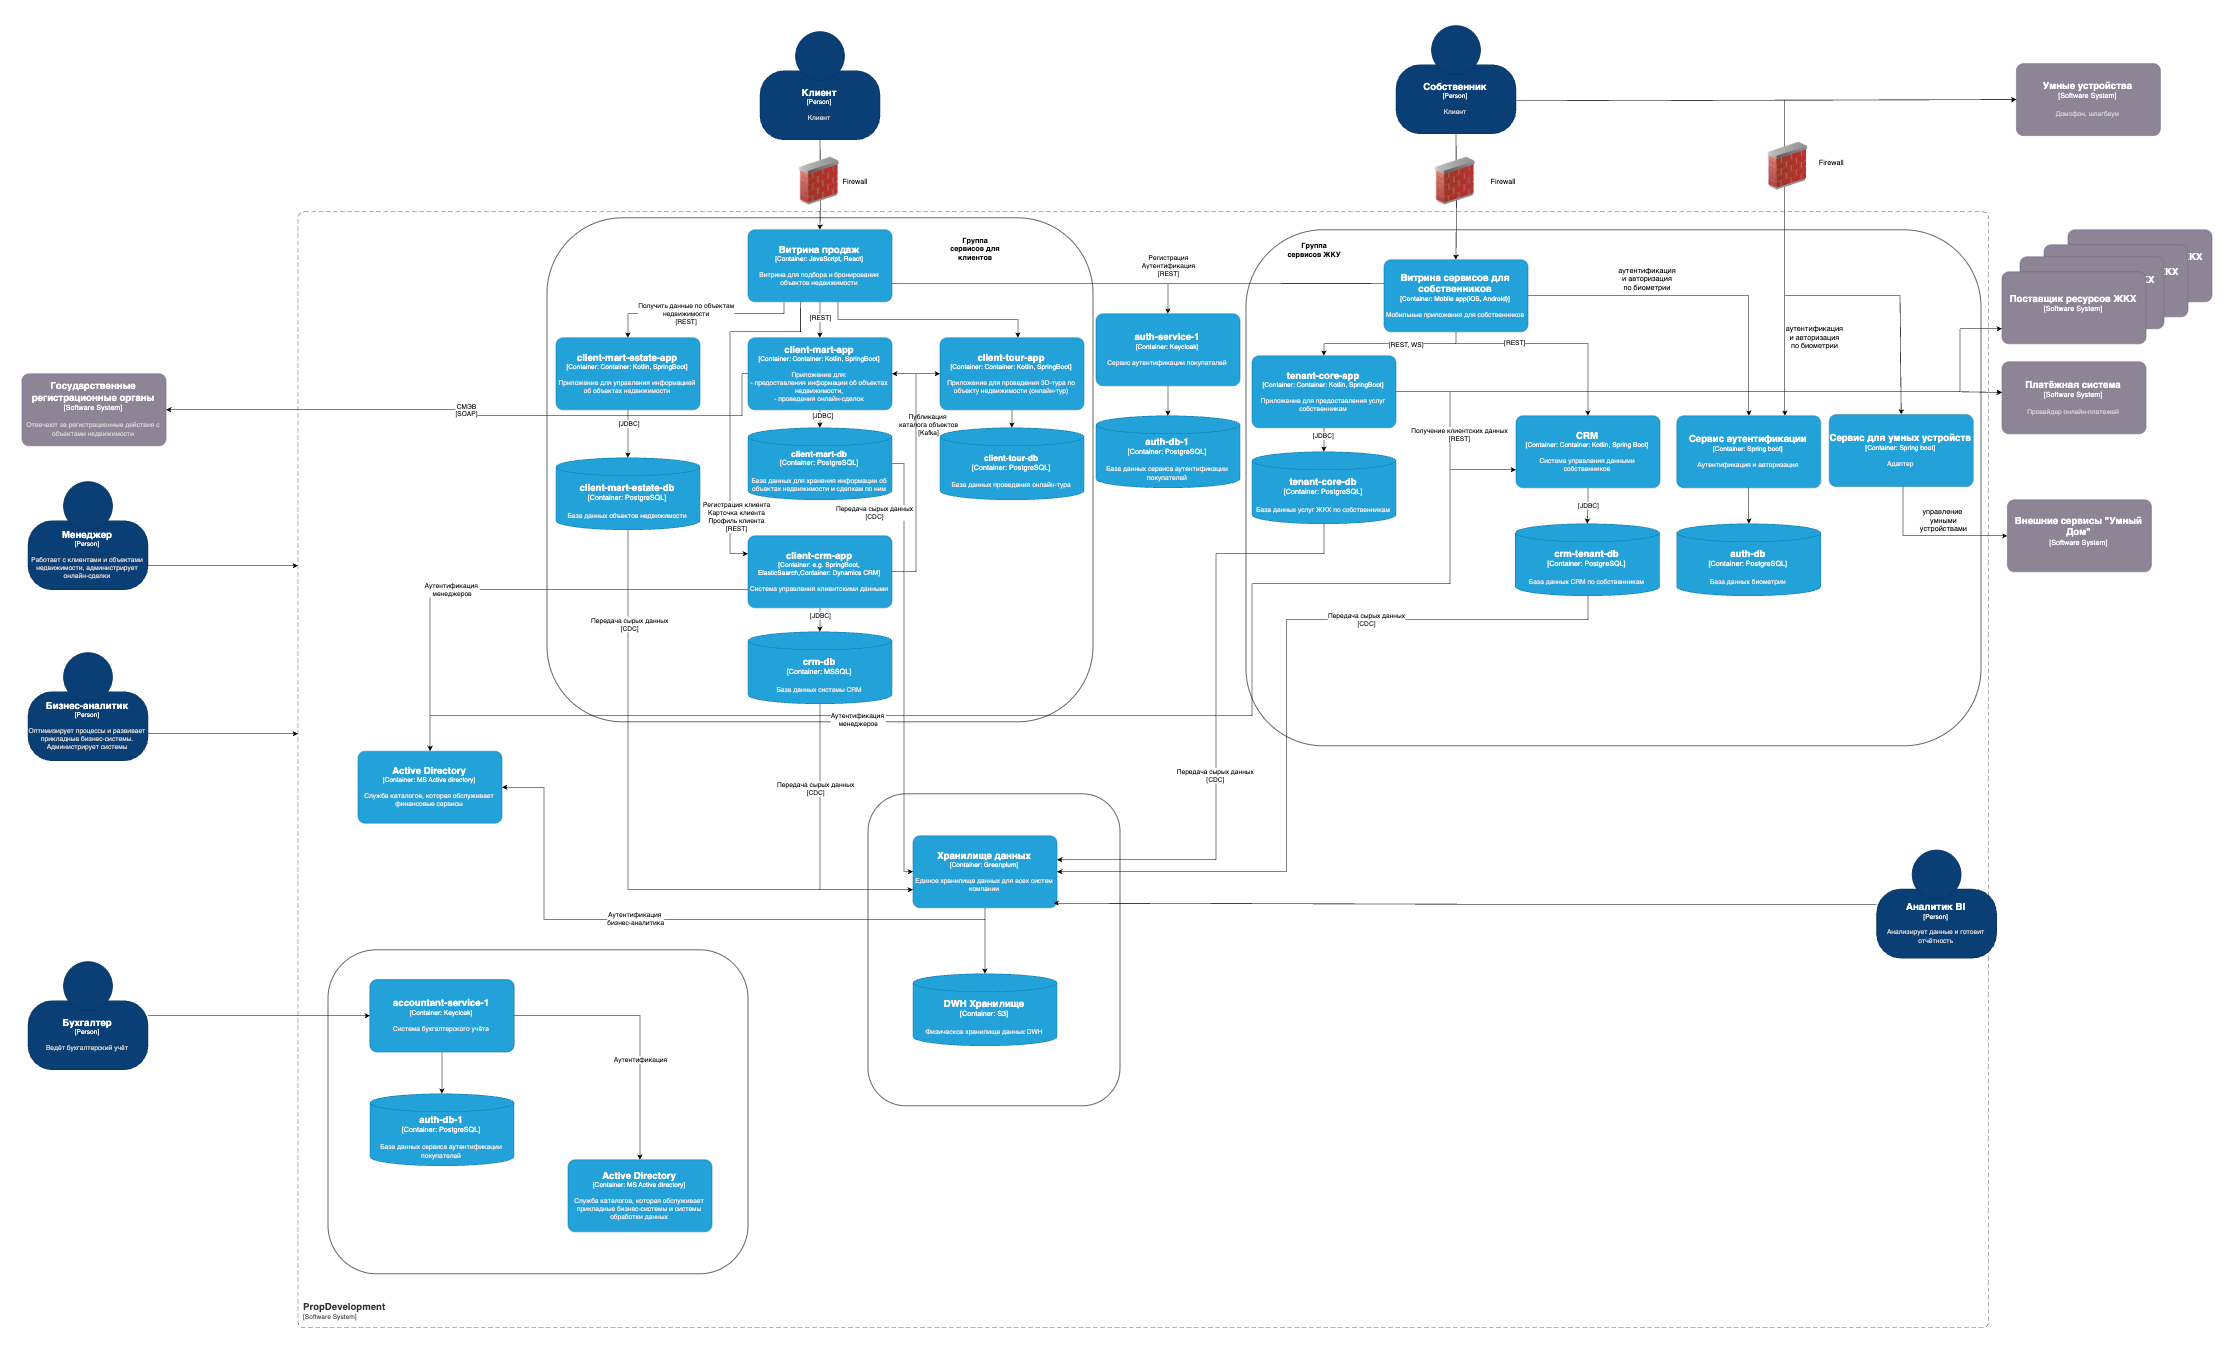 Клиент
[Person]
Клиент
Собственник
[Person]
Клиент
Умные устройства
[Software System]
Домофон, шлагбаум
Firewall
Firewall
Firewall
Группа
сервисов для
клиентов
Группа
сервисов ЖКУ
Витрина продаж
[Container: JavaScript, React]
Витрина для подбора и бронирования
объектов недвижимости
Регистрация
Аутентификация
[REST]
Витрина сервисов для
собственников
[Container: Mobile app(iOS, Android)]
Мобильные приложения для собственников
аутентификация
и авторизация
по биометрии
КХ
КХ
Поставщик ресурсов ЖКХ
[Software System]
Получить данные по объектам
недвижимости
[REST]
[REST]
client-mart-estate-app
[Container: Container: Kotlin, SpringBoot]
Приложение для управления информацией
об объектах недвижимости
client-mart-app
[Container: Container: Kotlin, SpringBoot]
Приложение для:
- предоставления информации об объектах
недвижимости,
- проведения онлайн-сделок
client-tour-app
[Container: Container: Kotlin, SpringBoot]
Приложение для проведения 3D-тура по
объекту недвижимости (онлайн-тур)
auth-service-1
[Container: Keycloak]
Сервис аутентификации покупателей
[REST, WS]
[REST]
аутентификация
и авторизация
по биометрии
tenant-core-app
[Container: Container: Kotlin, SpringBoot]
Приложение для предоставления услуг
собственникам
Государственные
регистрационные органы
[Software System]
Отвечают за регистрационные действия с
объектами недвижимости
СМЭВ
[SOAP]
Платёжная система
[Software System]
Провайдер онлайн-платежей
[JDBC]
[JDBC]
Публикация
каталога объектов
[Kafka]
[JDBC]
Получение клиентских данных
[REST]
CRM
[Container: Container: Kotlin, Spring Boot]
Система управления данными
собственников
Сервис аутентификации
[Container: Spring boot]
Аутентификация и авторизация
Сервис для умных устройств
[Container: Spring boot]
Адаптер
client-mart-estate-db
[Container: PostgreSQL]
База данных объектов недвижимости
client-mart-db
[Container: PostgreSQL]
База данных для хранения информации об
объектах недвижимости и сделкам по ним
client-tour-db
[Container: PostgreSQL]
База данных проведения онлайн-тура
auth-db-1
[Container: PostgreSQL]
База данных сервиса аутентификации
покупателей
tenant-core-db
[Container: PostgreSQL]
База данных услуг ЖКХ по собственникам
Регистрация клиента
Карточка клиента
Профиль клиента
[REST]
Передача сырых данных
[CDC]
[JDBC]
управление
умными
устройствами
Внешние сервисы "Умный
Дом"
[Software System]
Менеджер
[Person]
Работает с клиентами и объектами
недвижимости, администрирует
онлайн-сделки
client-crm-app
[Container: e.g. SpringBoot,
ElasticSearch,Container: Dynamics CRM]
Система управления клиентскими данными
crm-tenant-db
[Container: PostgreSQL]
База данных CRM по собственникам
auth-db
[Container: PostgreSQL]
База данных биометрии
Аутентификация
менеджеров
[JDBC]
Передача сырых данных
[CDC]
Передача сырых данных
[CDC]
crm-db
[Container: MSSQL]
База данных системы CRM
Бизнес-аналитик
[Person]
Оптимизирует процессы и развивает
прикладные бизнес-системы.
Администрирует системы
Аутентификация
менеджеров
Active Directory
[Container: MS Active directory]
Служба каталогов, которая обслуживает
финансовые сервисы
Передача сырых данных
[CDC]
Передача сырых данных
[CDC]
Хранилище данных
[Container: Greenplum]
Единое хранилище данных для всех систем
компании
Аутентификация
бизнес-аналитика
Аналитик BI
[Person]
Анализирует данные и готовит
отчётность
Бухгалтер
[Person]
Ведёт бухгалтерский учёт
accountant-service-1
[Container: Keycloak]
Система бухгалтерского учёта
DWH Хранилище
[Container: S3]
Физическое хранилище данных DWH
Аутентификация
auth-db-1
[Container: PostgreSQL]
База данных сервиса аутентификации
покупателей
Active Directory
[Container: MS Active directory]
Служба каталогов, которая обслуживает
прикладные бизнес-системы и системы
обработки данных
PropDevelopment
[Software System]